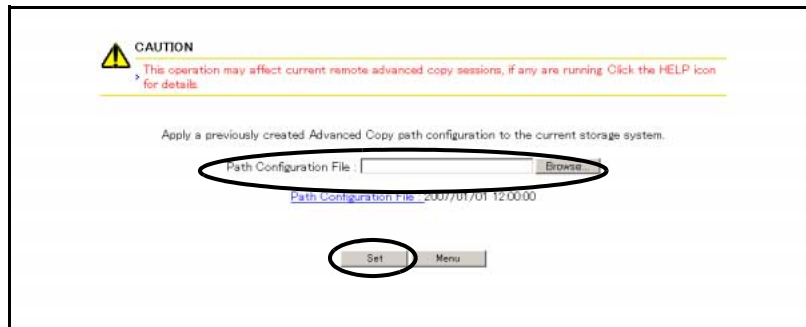 CAUTION
This operation may affect current remote advanced copy sessions, if any are running. Click the HELP icon
for details.
Apply a previously created Advanced Copy path configuration to the current storage system.
Path Configuration File :
Browse...
Path Configuration File : 2007/01/01 12:00:00
Set Menu